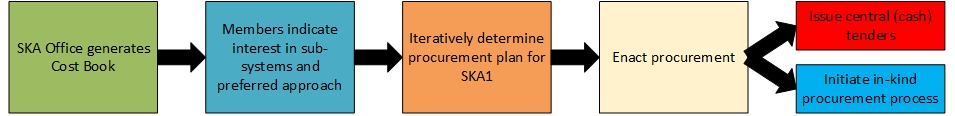 SKA Office generates
Cost Book
Members indicate
interest in sub-
systems and
preferred approach
Iteratively determine
procurement plan for
SKA1
Enact procurement
Issue central (cash)
tenders
Initiate in-kind
procurement process